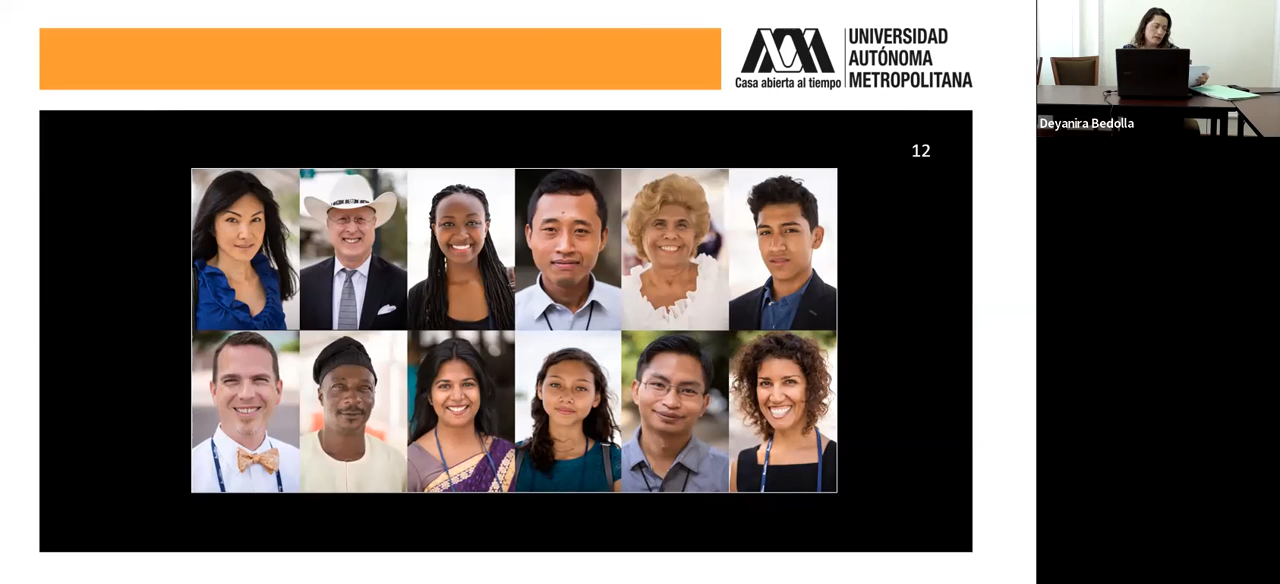 Casa abierta al tiempo
UNIVERSIDAD
AUTÓNOMA
METROPOLITANA
12
Deyanira Bedolla